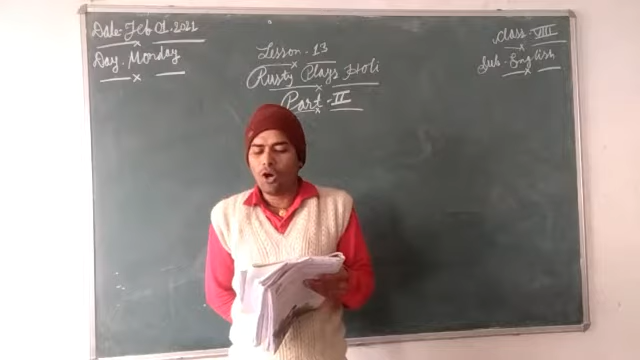 Date: Feb 01. 2021
Day. Monday
Lesson - 13
Rusty Plays Holi
Part - II
Class - VIII
Sub - English